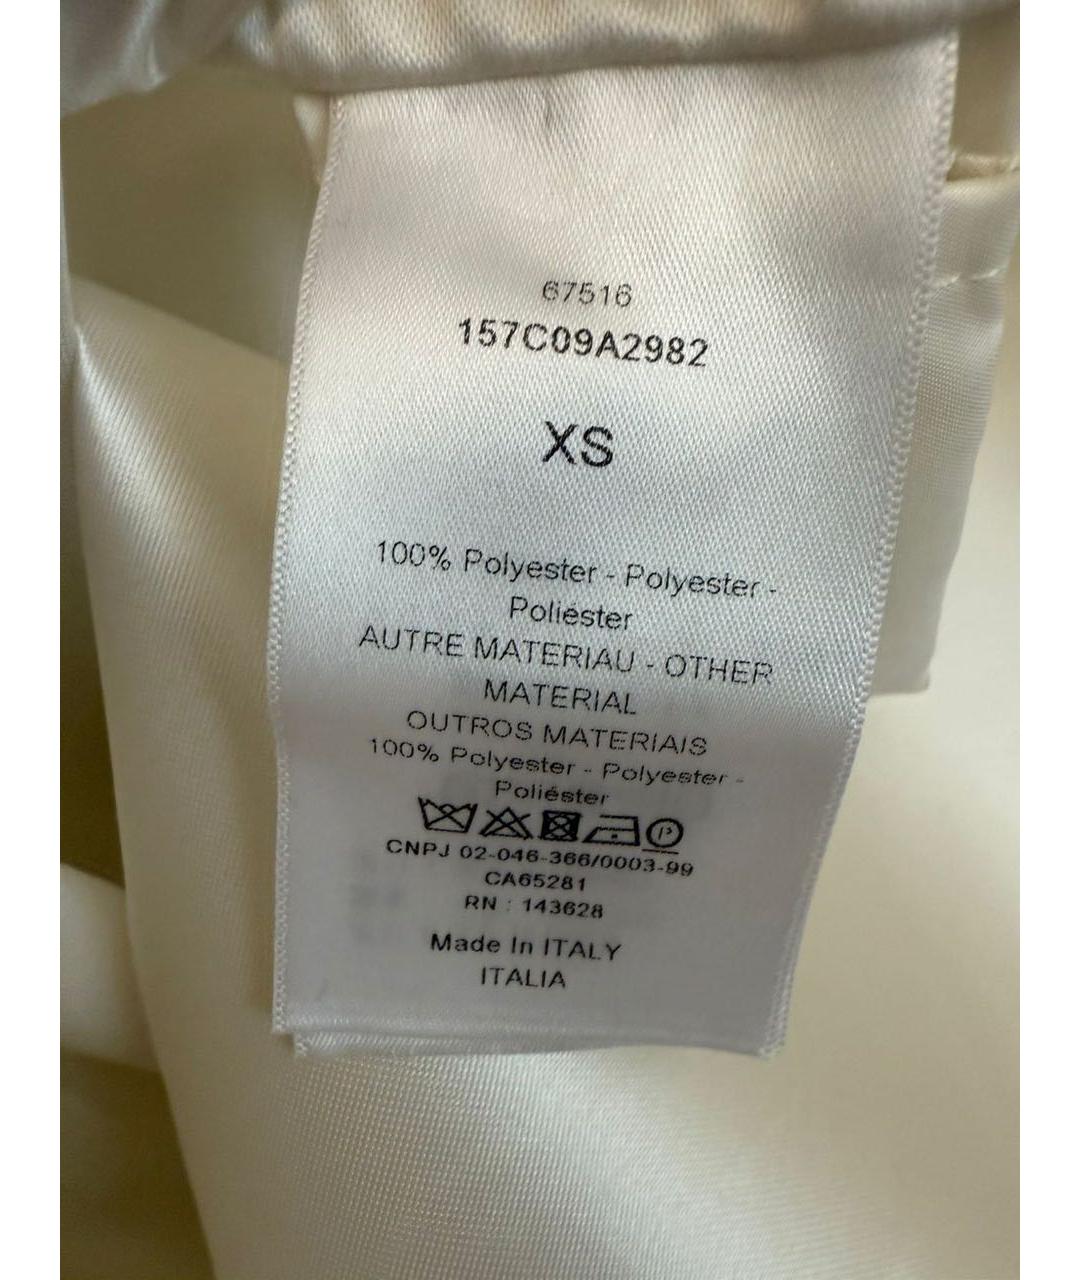 67516
157C09A2982
XS
100% Polyester - Polyester -
Poliester
AUTRE MATERIAU - OTHER
MATERIAL
OUTROS MATERIAIS
100% Polyester - Polyester -
Poliéster
P
CNPJ 02-046-366/0003-99
CA65281
RN : 143628
Made In ITALY
ITALIA